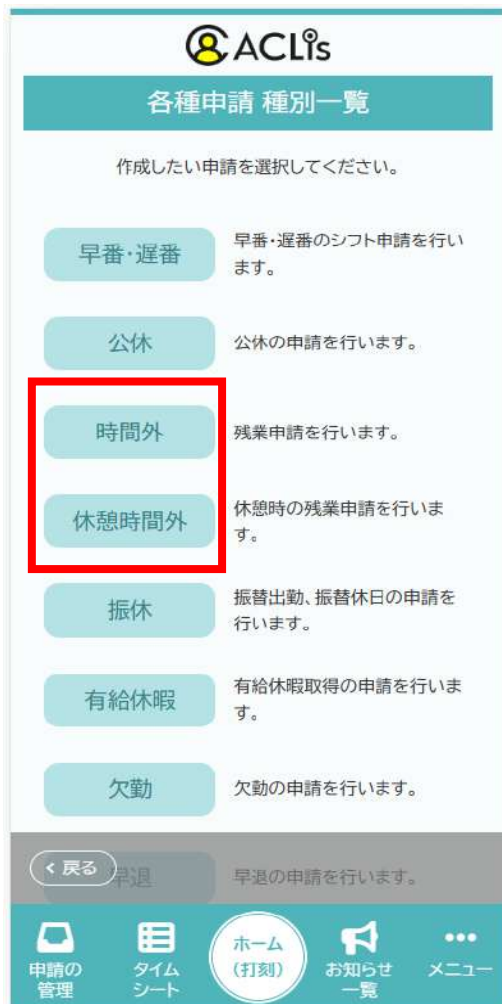 ACLis
各種申請 種別一覧
作成したい申請を選択してください。
早番・遅番
早番・遅番のシフト申請を行い
ます。
公休
公休の申請を行います。
時間外
残業申請を行います。
休憩時間外
休憩時の残業申請を行いま
す。
振休
振替出勤、振替休日の申請を
行います。
有給休暇
有給休暇取得の申請を行いま
す。
欠勤
欠勤の申請を行います。
戻る
早退
早退の申請を行います。
申請の
管理
タイム
シート
ホーム
(打刻)
お知らせ
一覧
メニュー